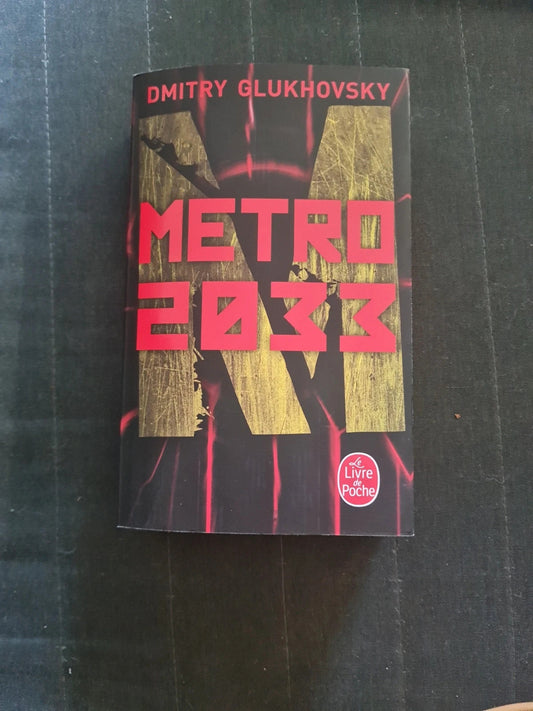 DMITRY GLUKHOVSKY
METRO
2033
Le
Livre
de
Poche